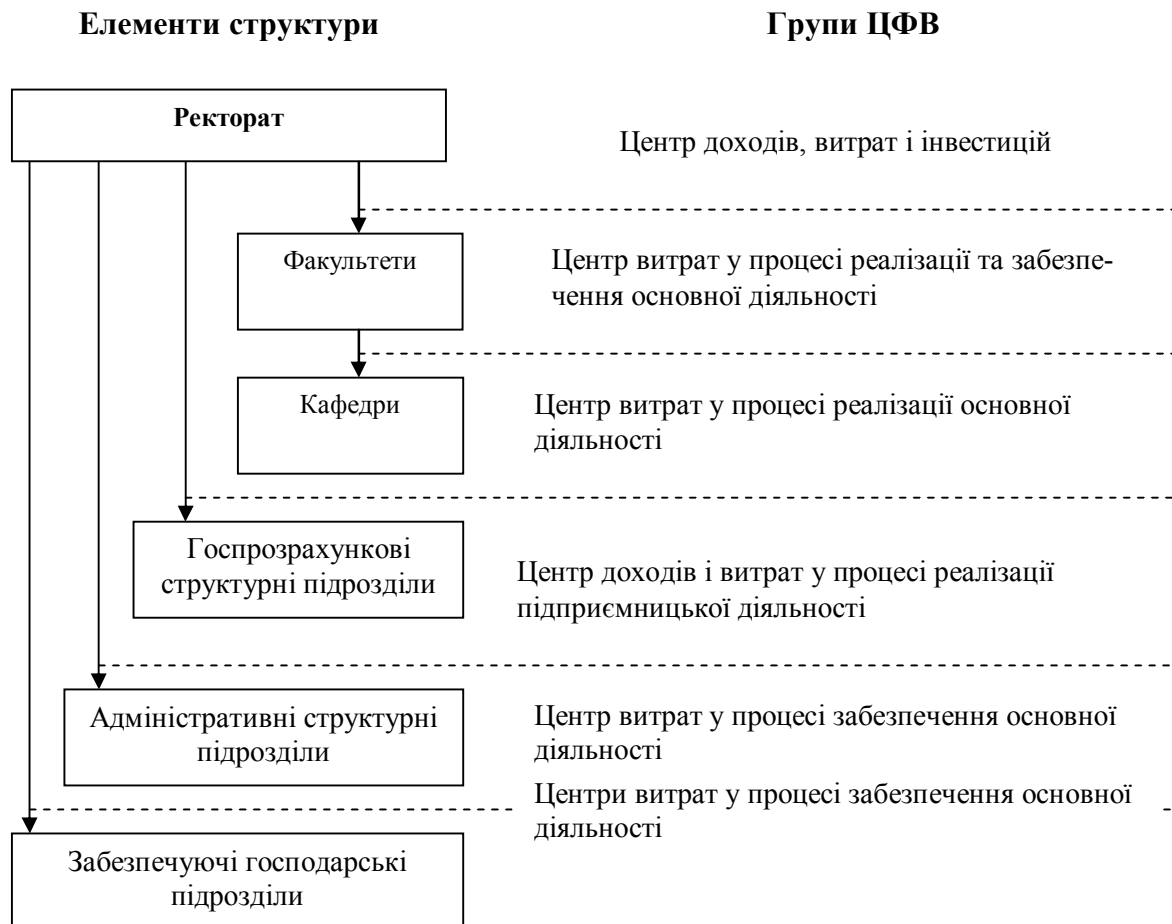 Елементи структури
Групи ЦФВ
Ректорат
Центр доходів, витрат і інвестицій
Факультети
Центр витрат у процесі реалізації та забезпе-
чення основної діяльності
Кафедри
Центр витрат у процесі реалізації основної
діяльності
Госпрозрахункові
структурні підрозділи
Центр доходів і витрат у процесі реалізації
підприємницької діяльності
Адміністративні структурні
підрозділи
Центр витрат у процесі забезпечення основної
діяльності
Центри витрат у процесі забезпечення основної
діяльності
Забезпечуючі господарські
підрозділи